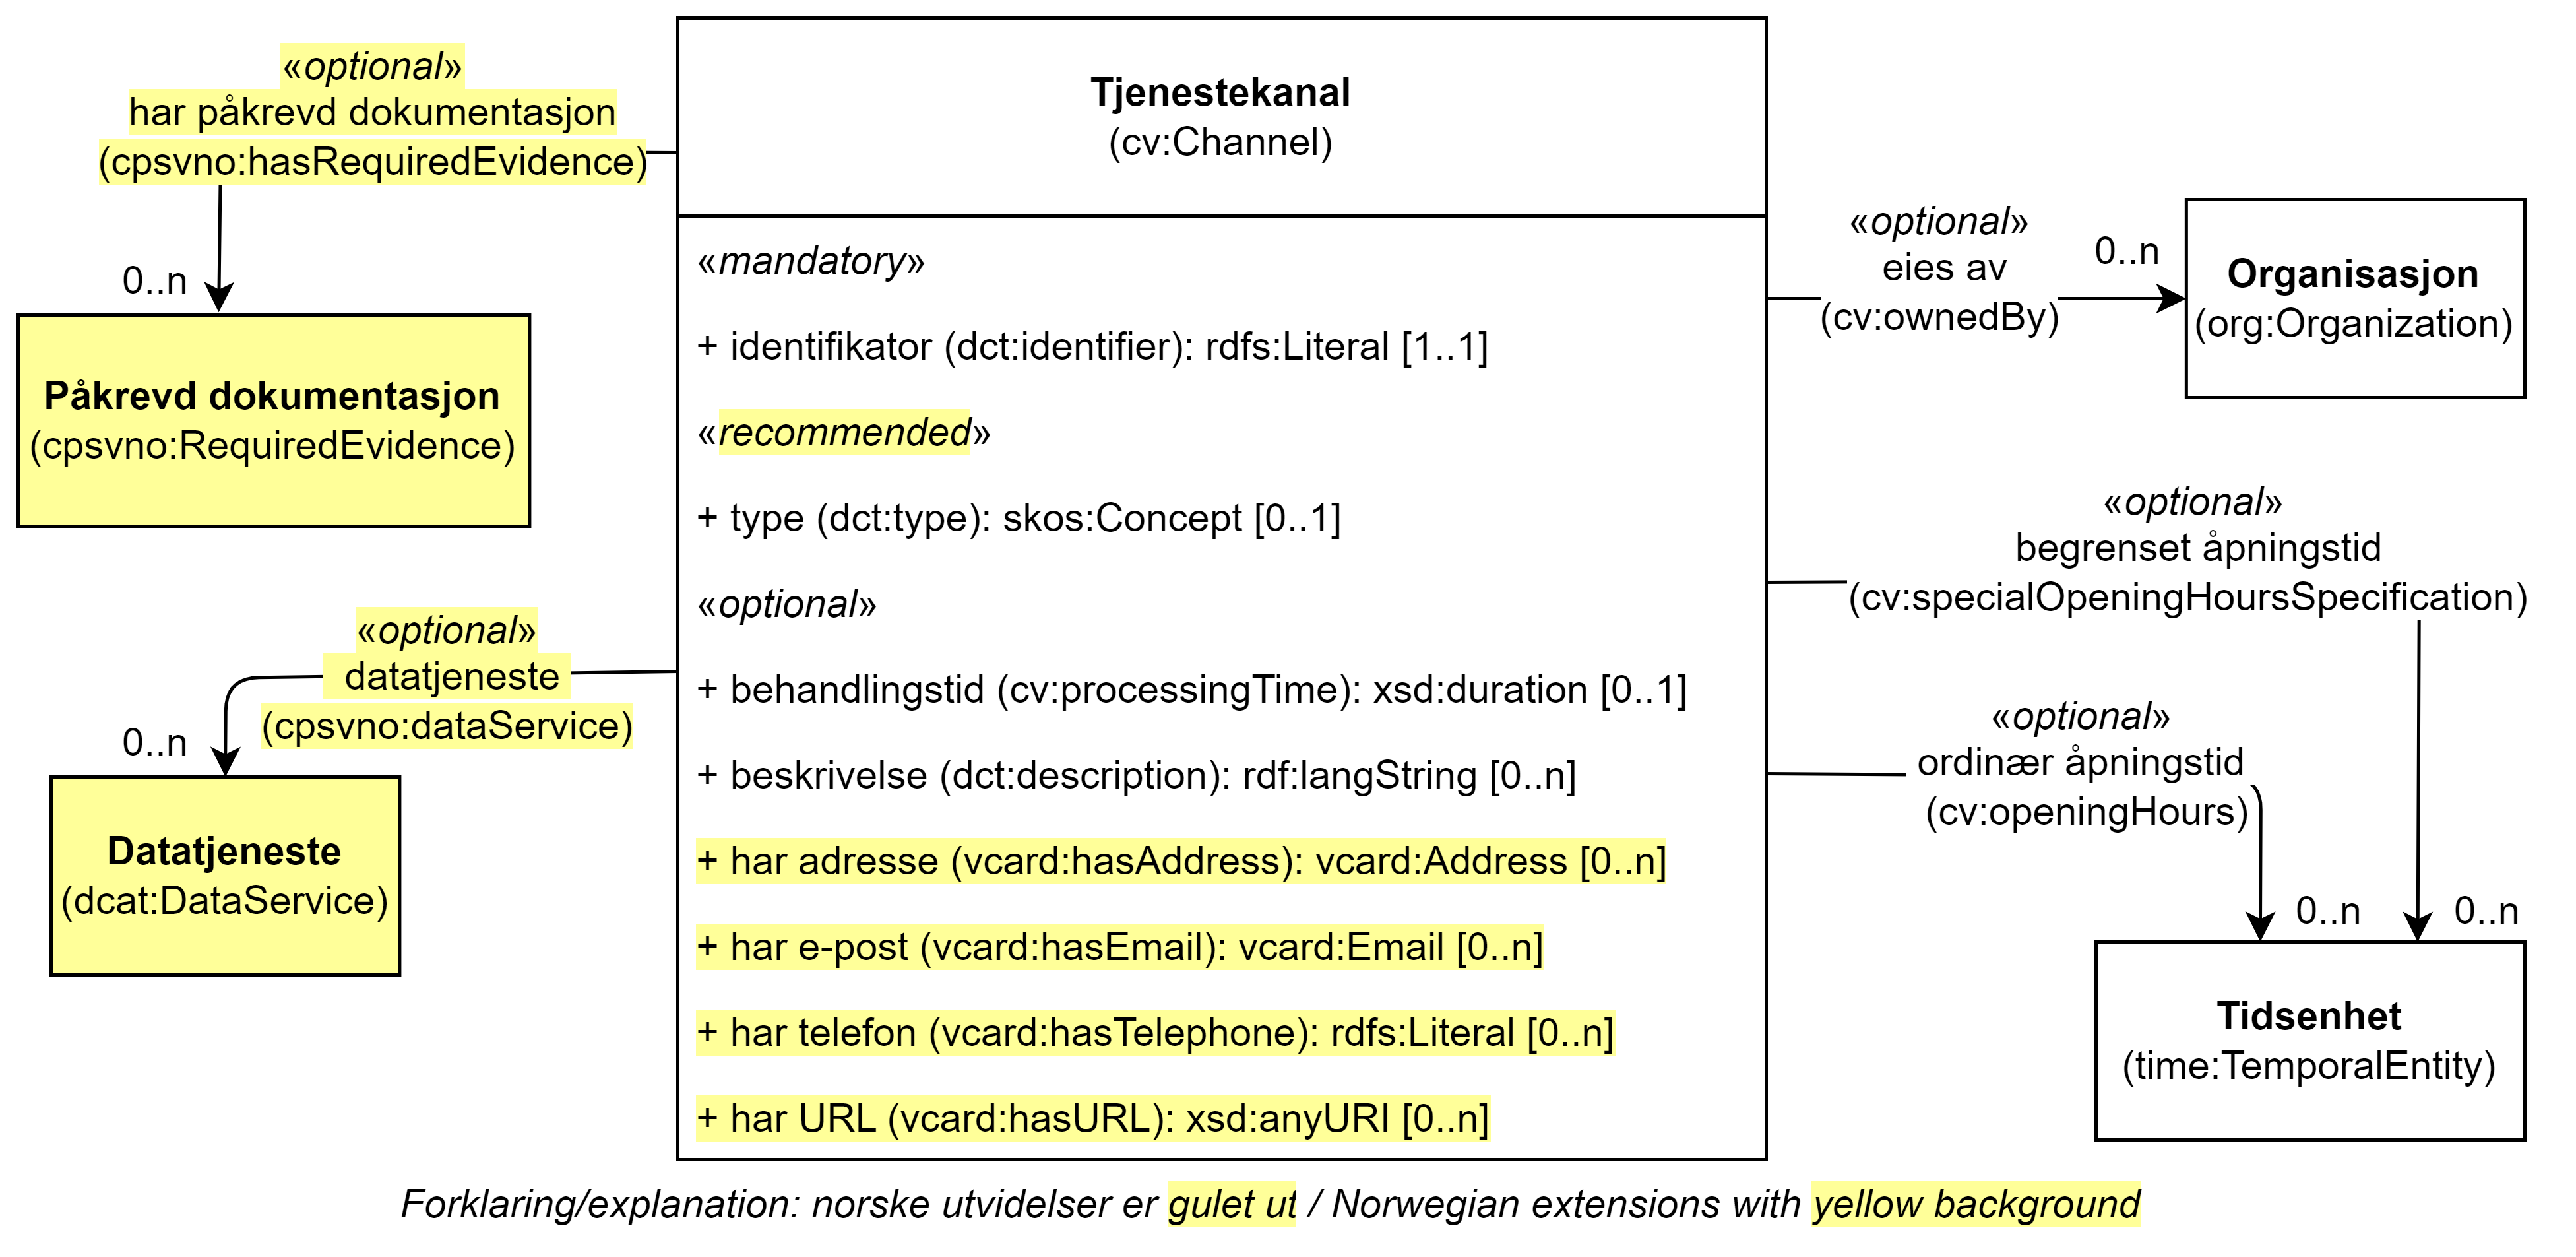 «optional»
har påkrevd dokumentasjon
(cpsvno:hasRequiredEvidence)
0..n
Påkrevd dokumentasjon
(cpsvno:RequiredEvidence)
«optional»
datatjeneste
(cpsvno:dataService)
0..n
Datatjeneste
(dcat:DataService)
Tjenestekanal
(cv:Channel)
«mandatory»
+ identifikator (dct:identifier): rdfs:Literal [1..1]
«recommended»
+ type (dct:type): skos:Concept [0..1]
«optional»
+ behandlingstid (cv:processingTime): xsd:duration [0..1]
+ beskrivelse (dct:description): rdf:langString [0..n]
+ har adresse (vcard:hasAddress): vcard:Address [0..n]
+ har e-post (vcard:hasEmail): vcard:Email [0..n]
+ har telefon (vcard:hasTelephone): rdfs:Literal [0..n]
+ har URL (vcard:hasURL): xsd:anyURI [0..n]
«optional»
eies av
(cv:ownedBy)
0..n
Organisasjon
(org:Organization)
«optional»
begrenset åpningstid
(cv:specialOpeningHoursSpecification)
«optional»
ordinær åpningstid
(cv:openingHours)
0..n
0..n
Tidsenhet
(time:TemporalEntity)
Forklaring/explanation: norske utvidelser er gulet ut / Norwegian extensions with yellow background